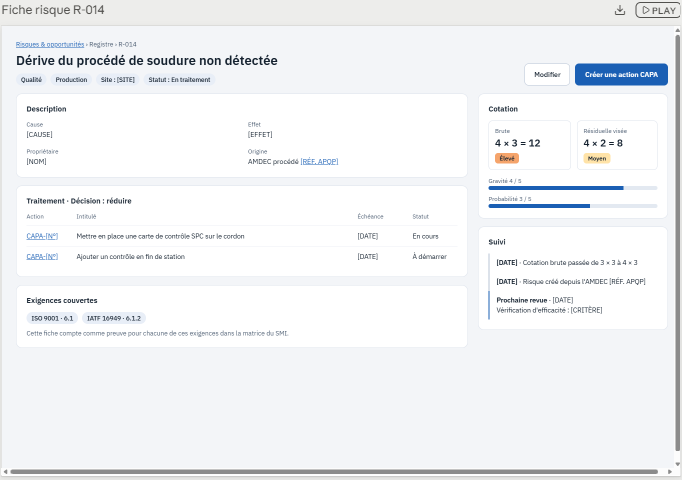 Fiche risque R-014
PLAY
Risques & opportunités › Registre › R-014
Dérive du procédé de soudure non détectée
Qualité Production Site : [SITE] Statut : En traitement
Modifier Créer une action CAPA
Description
Cause Effet
[CAUSE] [EFFET]
Propriétaire Origine
[NOM] AMDEC procédé [RÉF. APQP]
Traitement · Décision : réduire
Action Intitulé Échéance Statut
CAPA-[Nº] Mettre en place une carte de contrôle SPC sur le cordon [DATE] En cours
CAPA-[Nº] Ajouter un contrôle en fin de station [DATE] À démarrer
Exigences couvertes
ISO 9001 · 6.1 IATF 16949 · 6.1.2
Cette fiche compte comme preuve pour chacune de ces exigences dans la matrice du SMI.
Cotation
Brute Résiduelle visée
4 × 3 = 12 4 × 2 = 8
Élevé Moyen
Gravité 4 / 5
Probabilité 3 / 5
Suivi
[DATE] · Cotation brute passée de 3 × 3 à 4 × 3
[DATE] · Risque créé depuis l'AMDEC [RÉF. APQP]
Prochaine revue · [DATE]
Vérification d'efficacité : [CRITÈRE]